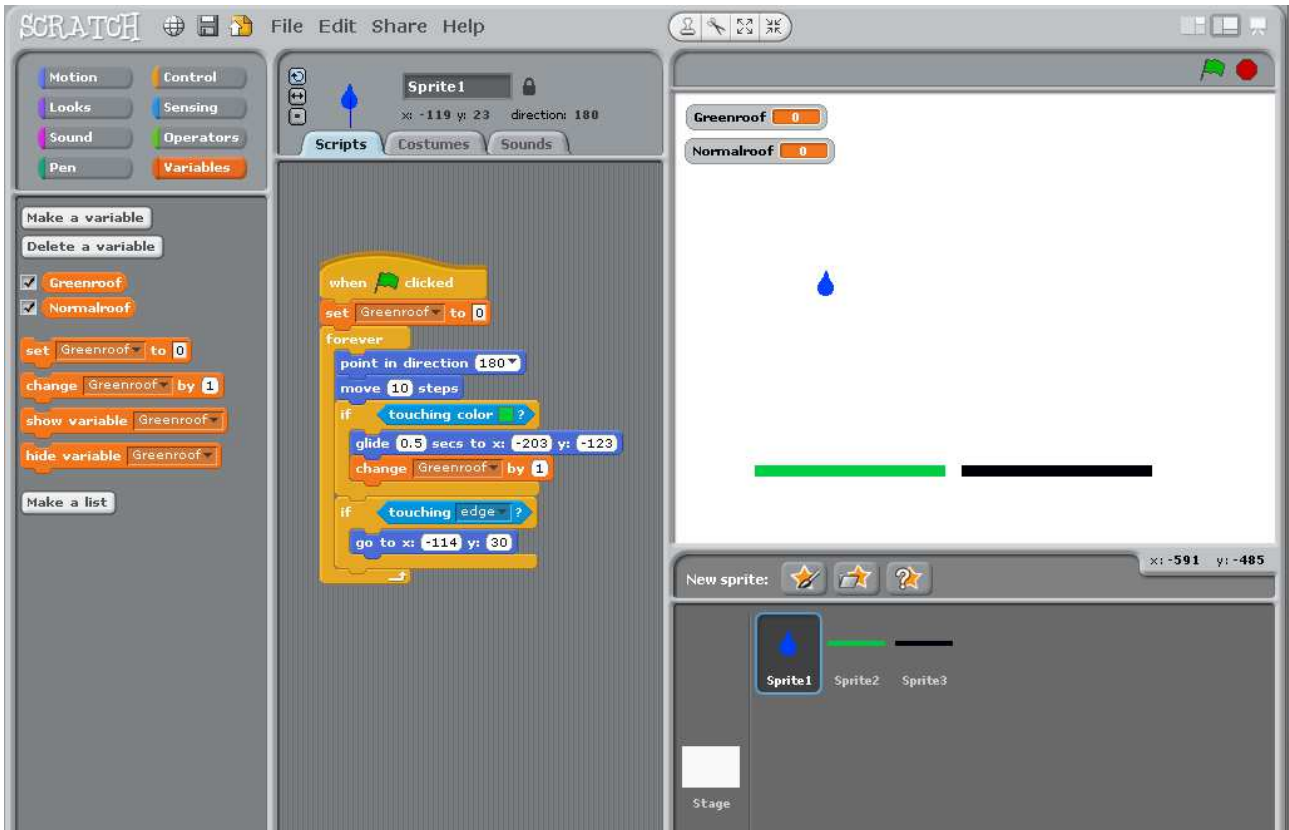 SCRATCH File Edit Share Help
Motion Control
Looks Sensing
Sound Operators
Pen Variables
Make a variable
Delete a variable
Greenroof
Normalroof
set Greenroof to 0
change Greenroof by 1
show variable Greenroof
hide variable Greenroof
Make a list
Sprite1
x: -119 y: 23 direction: 180
Scripts Costumes Sounds
when clicked
set Greenroof to 0
forever
point in direction 180
move 10 steps
if touching color ?
glide 0.5 secs to x: -203 y: -123
change Greenroof by 1
if touching edge ?
go to x: -114 y: 30
Greenroof 0
Normalroof 0
x: -591 y: -485
New sprite:
Sprite1 Sprite2 Sprite3
Stage